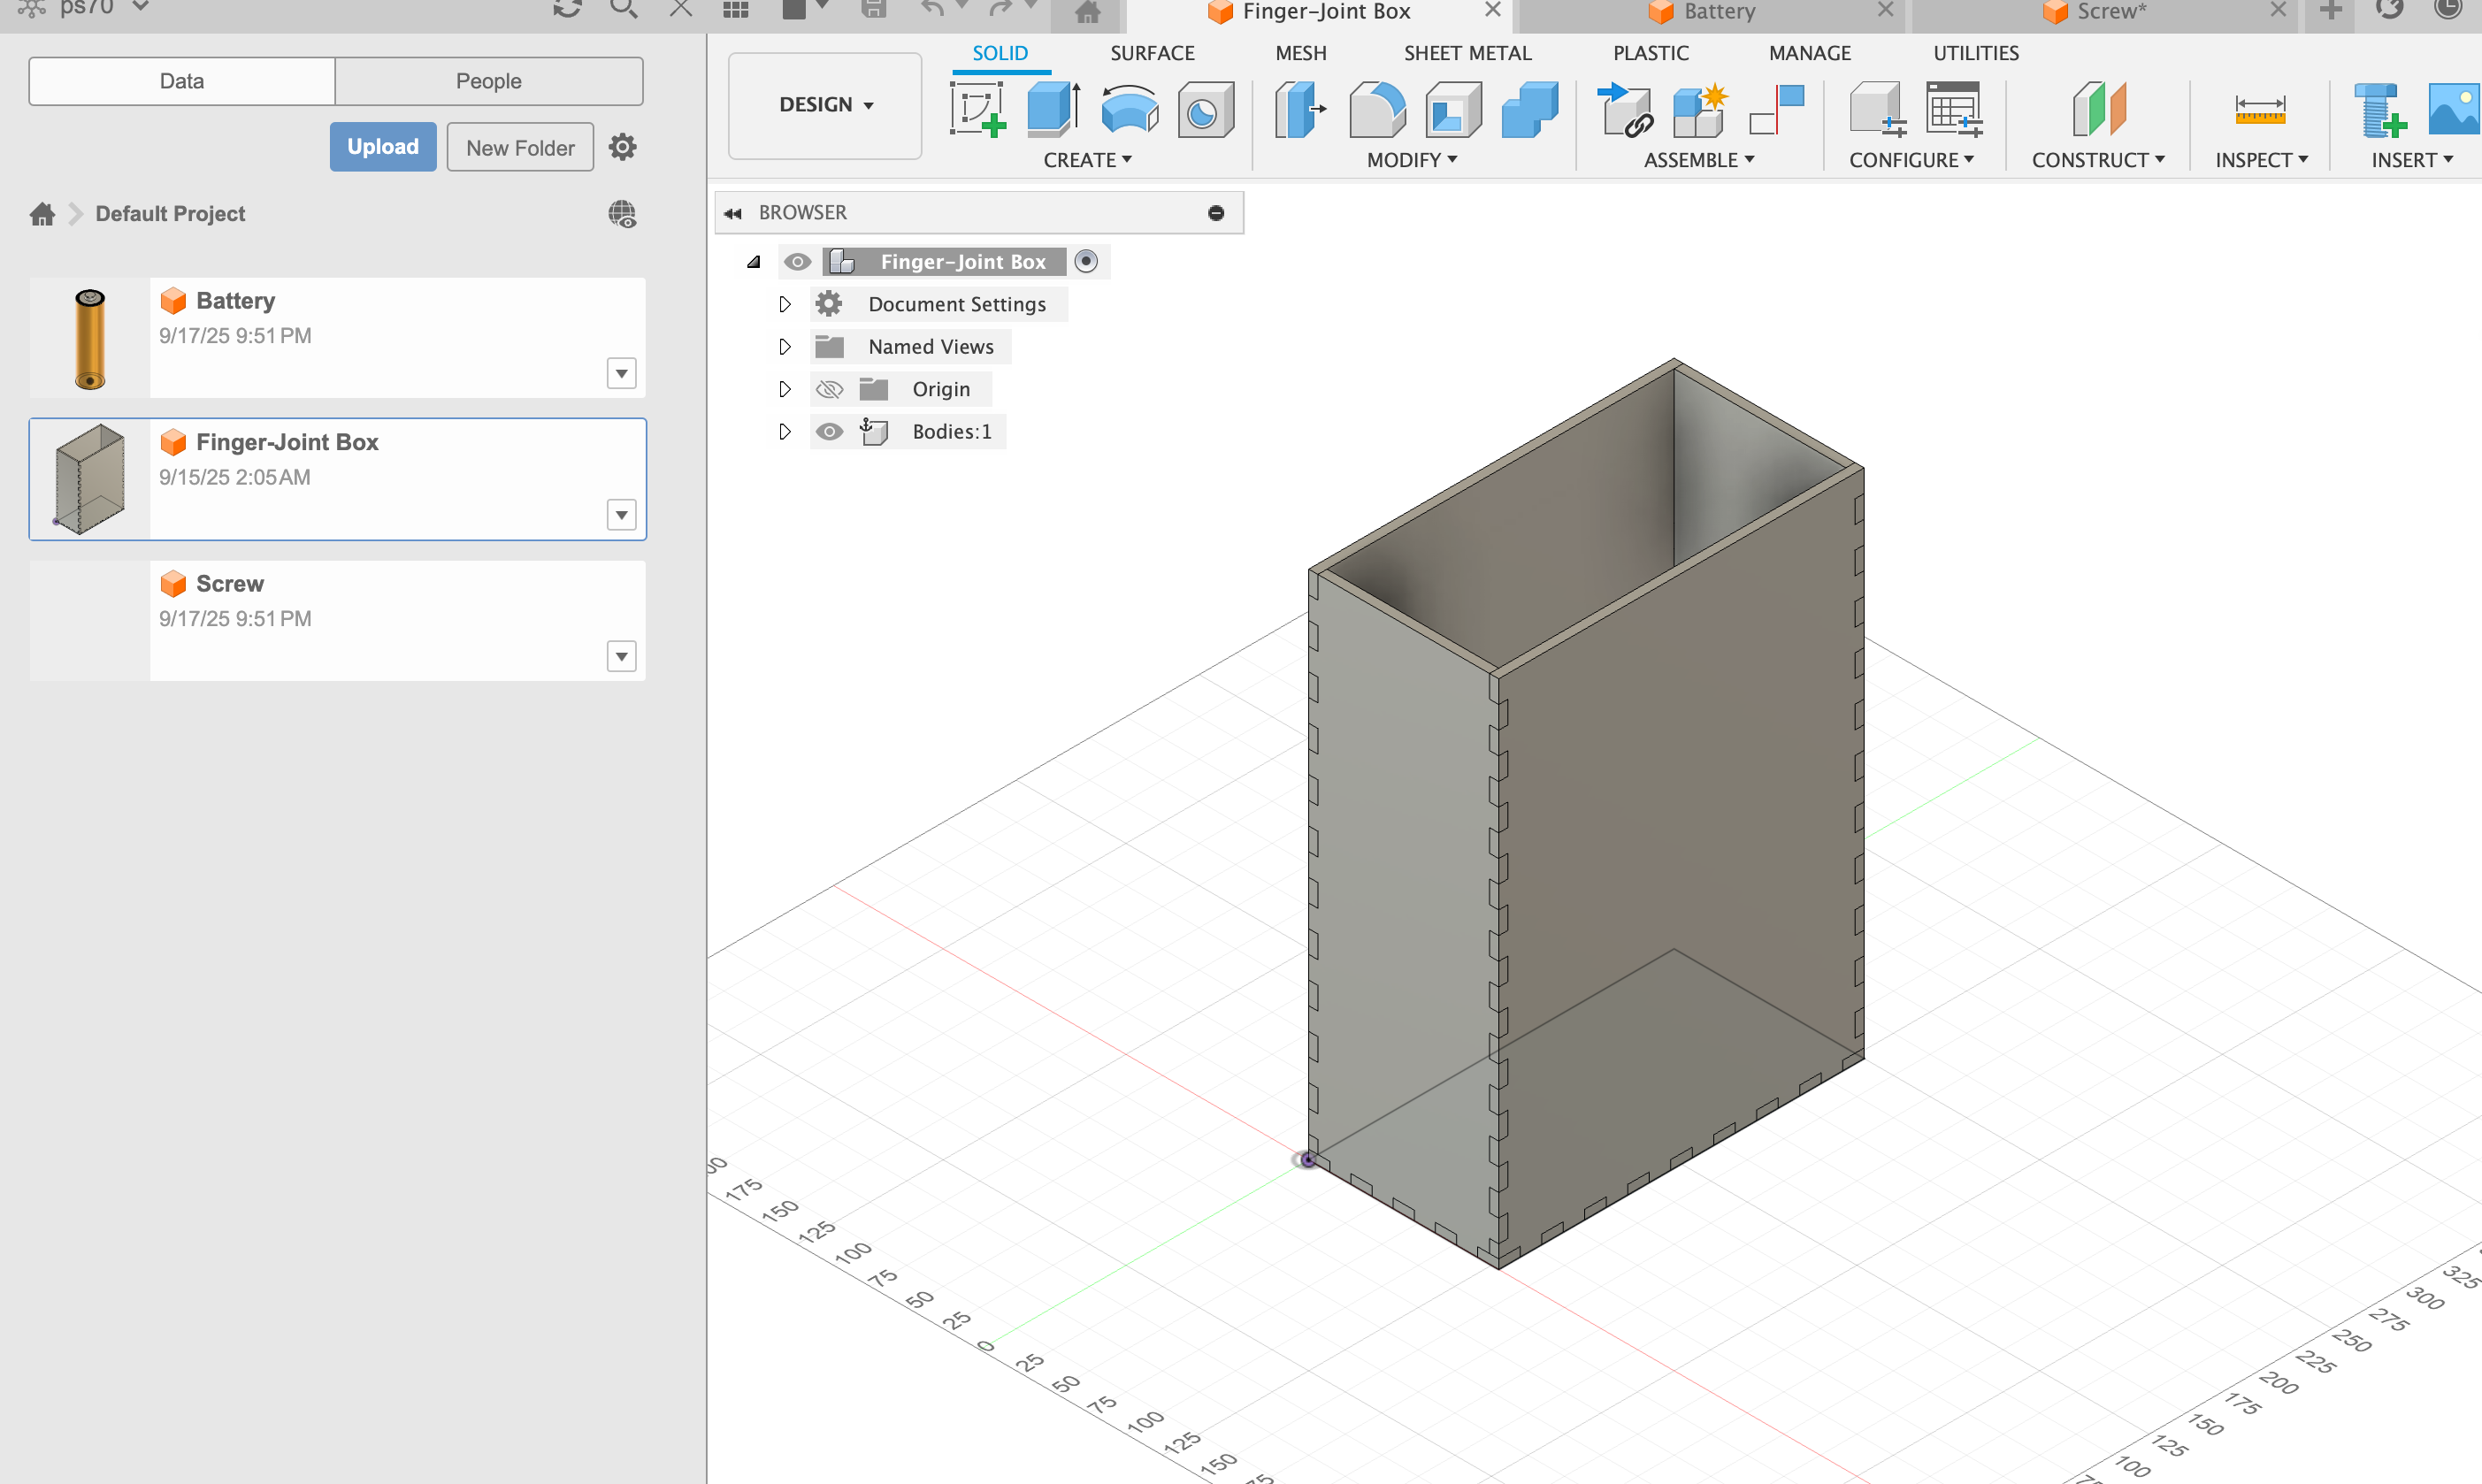 ps70
Finger-Joint Box
Battery
Screw*
Data
People
Upload
New Folder
Default Project
Battery
9/17/25 9:51 PM
Finger-Joint Box
9/15/25 2:05 AM
Screw
9/17/25 9:51 PM
DESIGN
SOLID
SURFACE
MESH
SHEET METAL
PLASTIC
MANAGE
UTILITIES
CREATE
MODIFY
ASSEMBLE
CONFIGURE
CONSTRUCT
INSPECT
INSERT
BROWSER
Finger-Joint Box
Document Settings
Named Views
Origin
Bodies:1
175
150
125
100
75
50
25
0
25
50
75
100
125
150
325
300
275
250
225
200
175
150
125
100